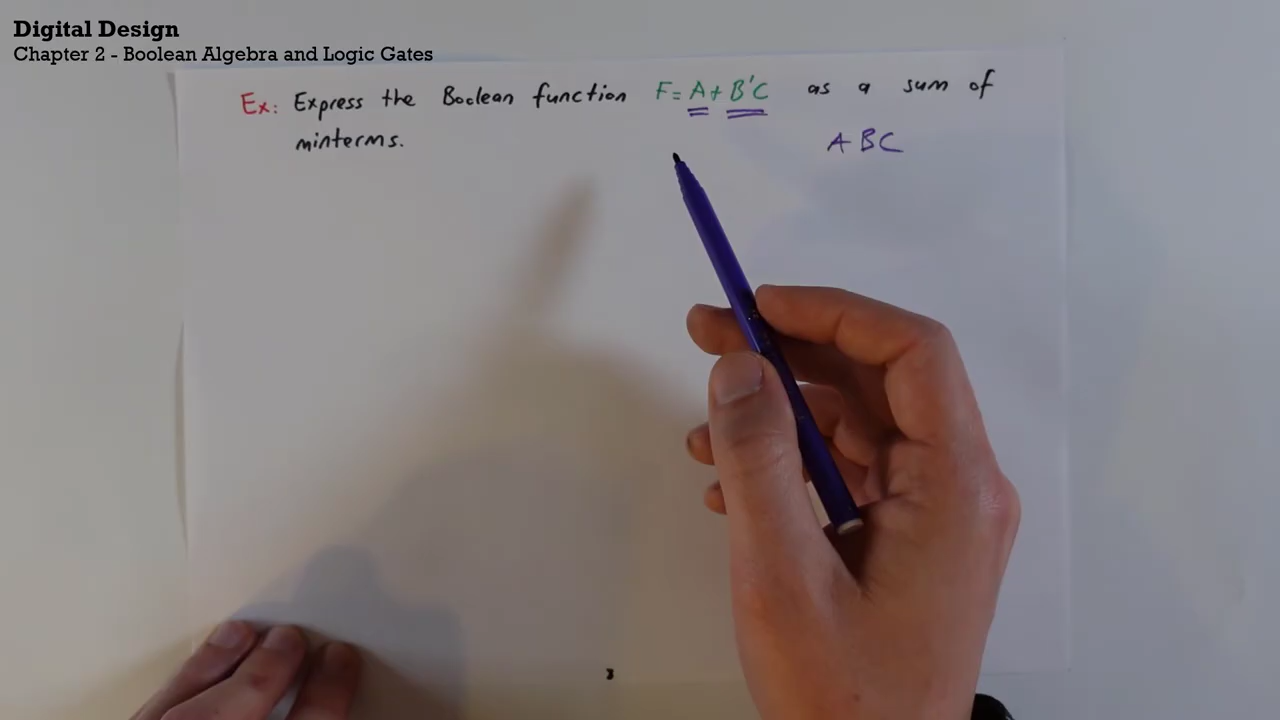 Digital Design
Chapter 2 - Boolean Algebra and Logic Gates
Ex: Express the Boolean function F = A + B'C as a sum of
minterms.
A B C